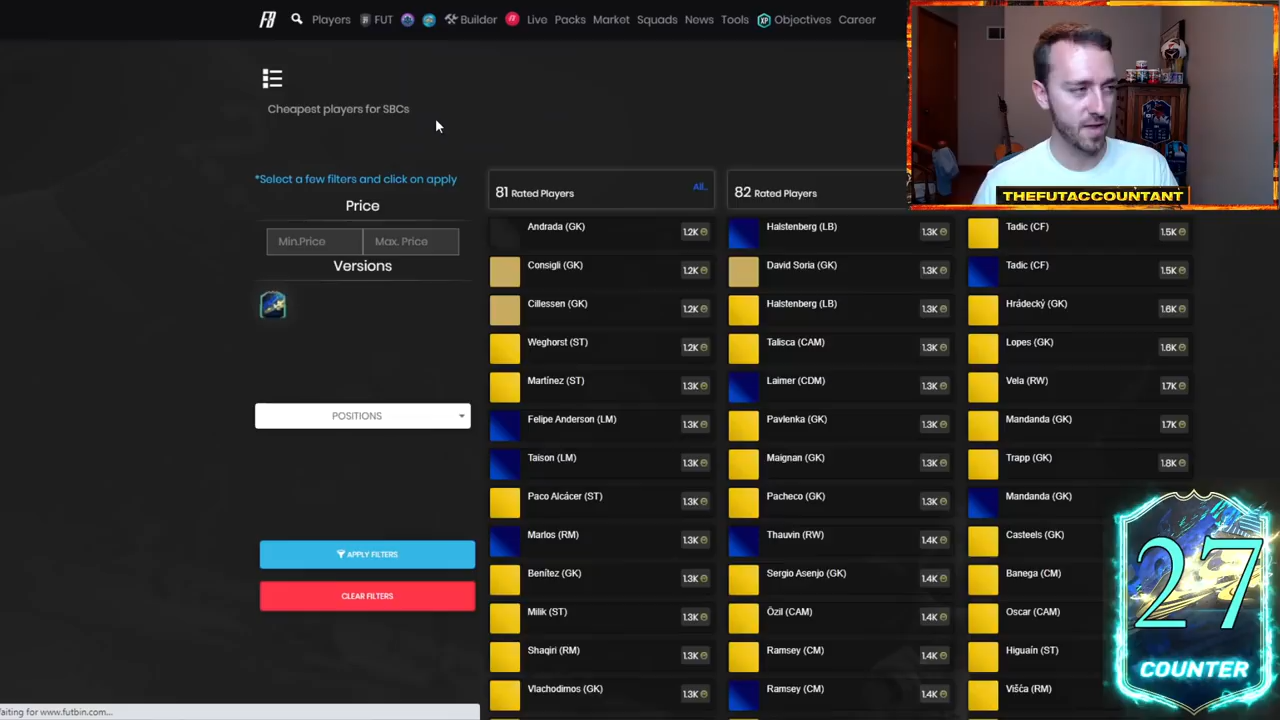 Players FUT Builder Live Packs Market Squads News Tools XP Objectives Career
Cheapest players for SBCs
*Select a few filters and click on apply
Price
Min.Price Max. Price
Versions
POSITIONS
APPLY FILTERS
CLEAR FILTERS
81 Rated Players All..
Andrada (GK) 1.2K
Consigli (GK) 1.2K
Cillessen (GK) 1.2K
Weghorst (ST) 1.2K
Martínez (ST) 1.3K
Felipe Anderson (LM) 1.3K
Taison (LM) 1.3K
Paco Alcácer (ST) 1.3K
Marlos (RM) 1.3K
Benítez (GK) 1.3K
Milik (ST) 1.3K
Shaqiri (RM) 1.3K
Vlachodimos (GK) 1.3K
82 Rated Players
Halstenberg (LB) 1.3K
David Soria (GK) 1.3K
Halstenberg (LB) 1.3K
Talisca (CAM) 1.3K
Laimer (CDM) 1.3K
Pavlenka (GK) 1.3K
Maignan (GK) 1.3K
Pacheco (GK) 1.3K
Thauvin (RW) 1.4K
Sergio Asenjo (GK) 1.4K
Özil (CAM) 1.4K
Ramsey (CM) 1.4K
Ramsey (CM) 1.4K
Tadic (CF) 1.5K
Tadic (CF) 1.5K
Hrádecký (GK) 1.6K
Lopes (GK) 1.6K
Vela (RW) 1.7K
Mandanda (GK) 1.7K
Trapp (GK) 1.8K
Mandanda (GK)
Casteels (GK)
Banega (CM)
Oscar (CAM)
Higuaín (ST)
Višća (RM)
THEFUTACCOUNTANT
27
COUNTER
Waiting for www.futbin.com...